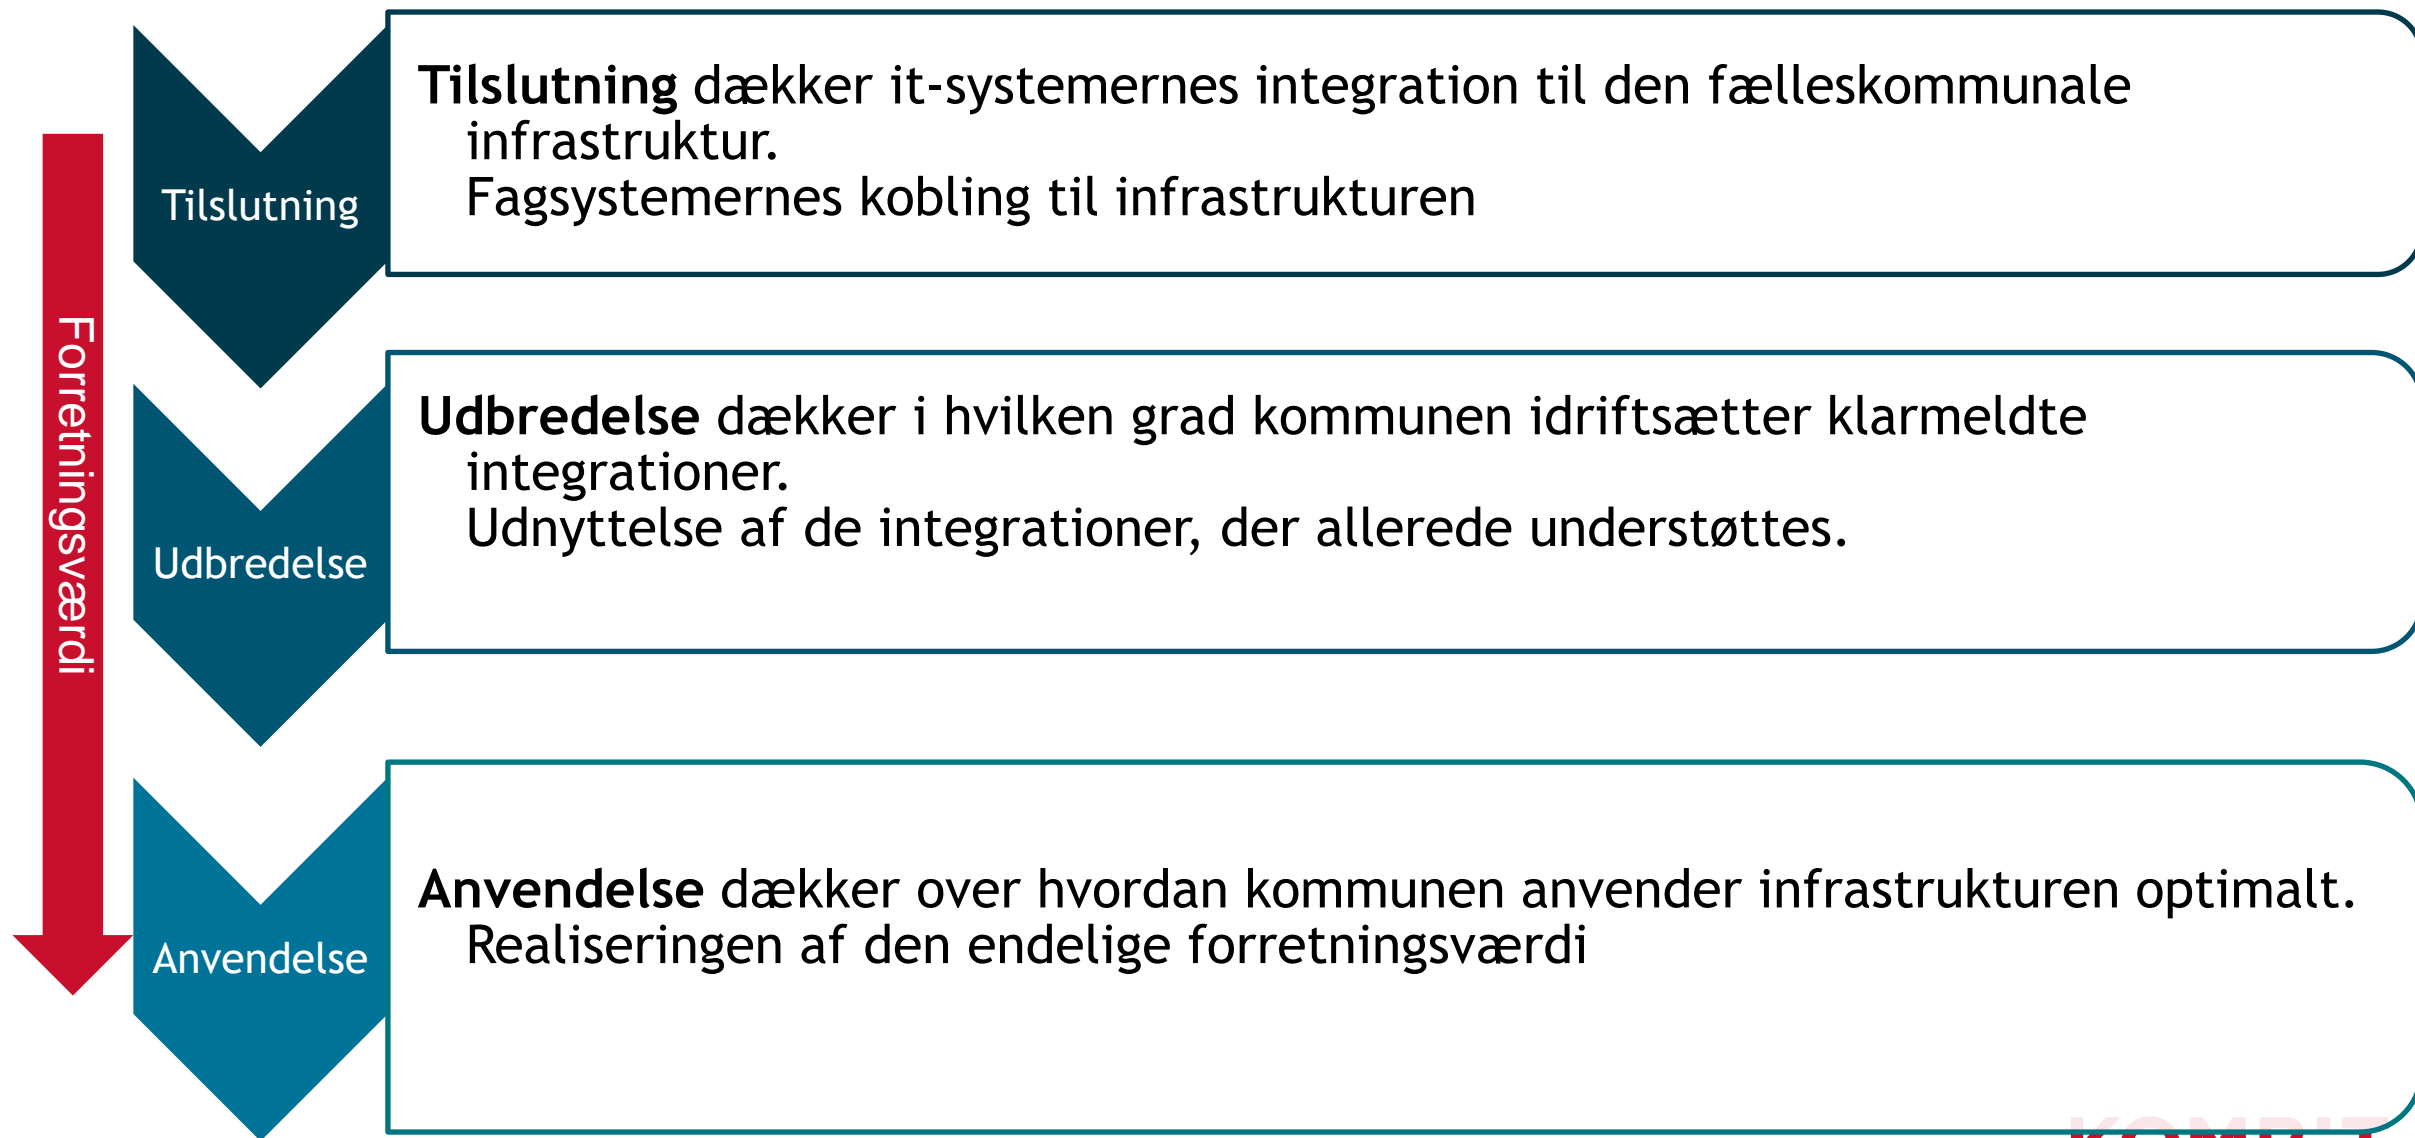 Forretningsværdi
Tilslutning
Tilslutning dækker it-systemernes integration til den fælleskommunale
infrastruktur.
Fagsystemernes kobling til infrastrukturen
Udbredelse
Udbredelse dækker i hvilken grad kommunen idriftsætter klarmeldte
integrationer.
Udnyttelse af de integrationer, der allerede understøttes.
Anvendelse
Anvendelse dækker over hvordan kommunen anvender infrastrukturen optimalt.
Realiseringen af den endelige forretningsværdi
KOMBIT